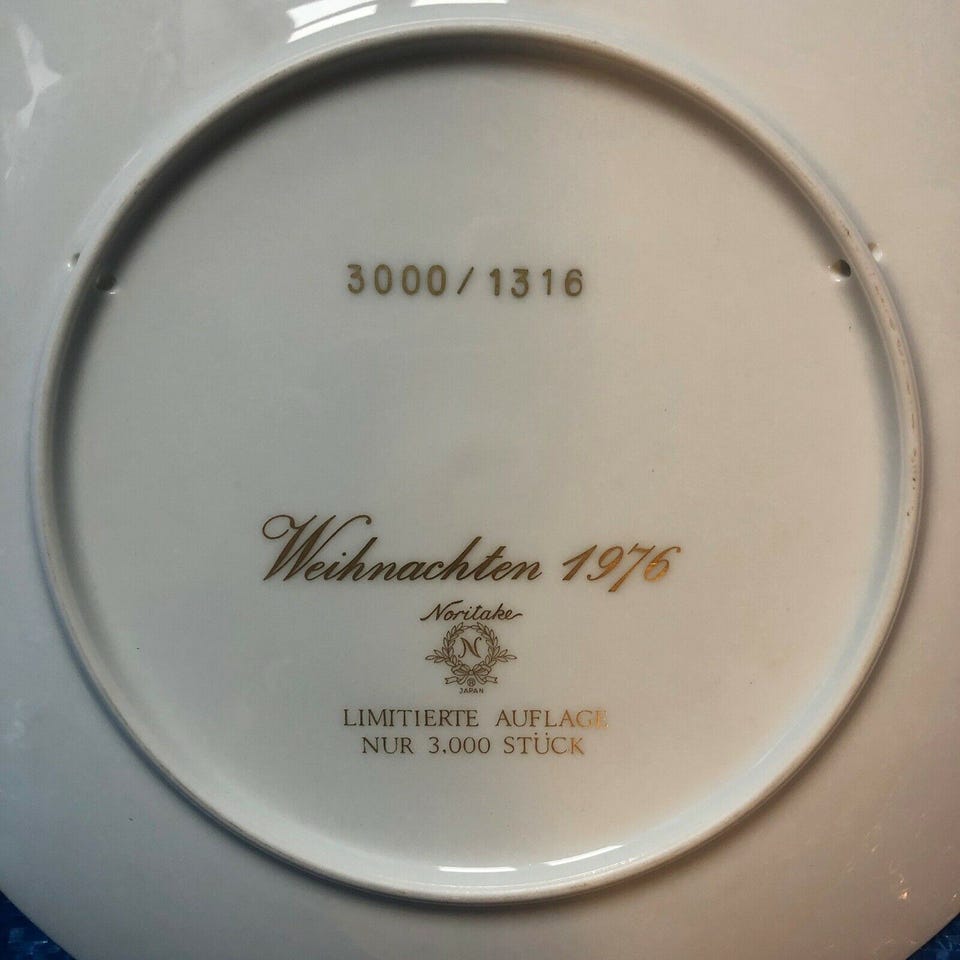 3000/1316
Weihnachten 1976
Noritake
N
®
JAPAN
LIMITIERTE AUFLAGE
NUR 3.000 STÜCK